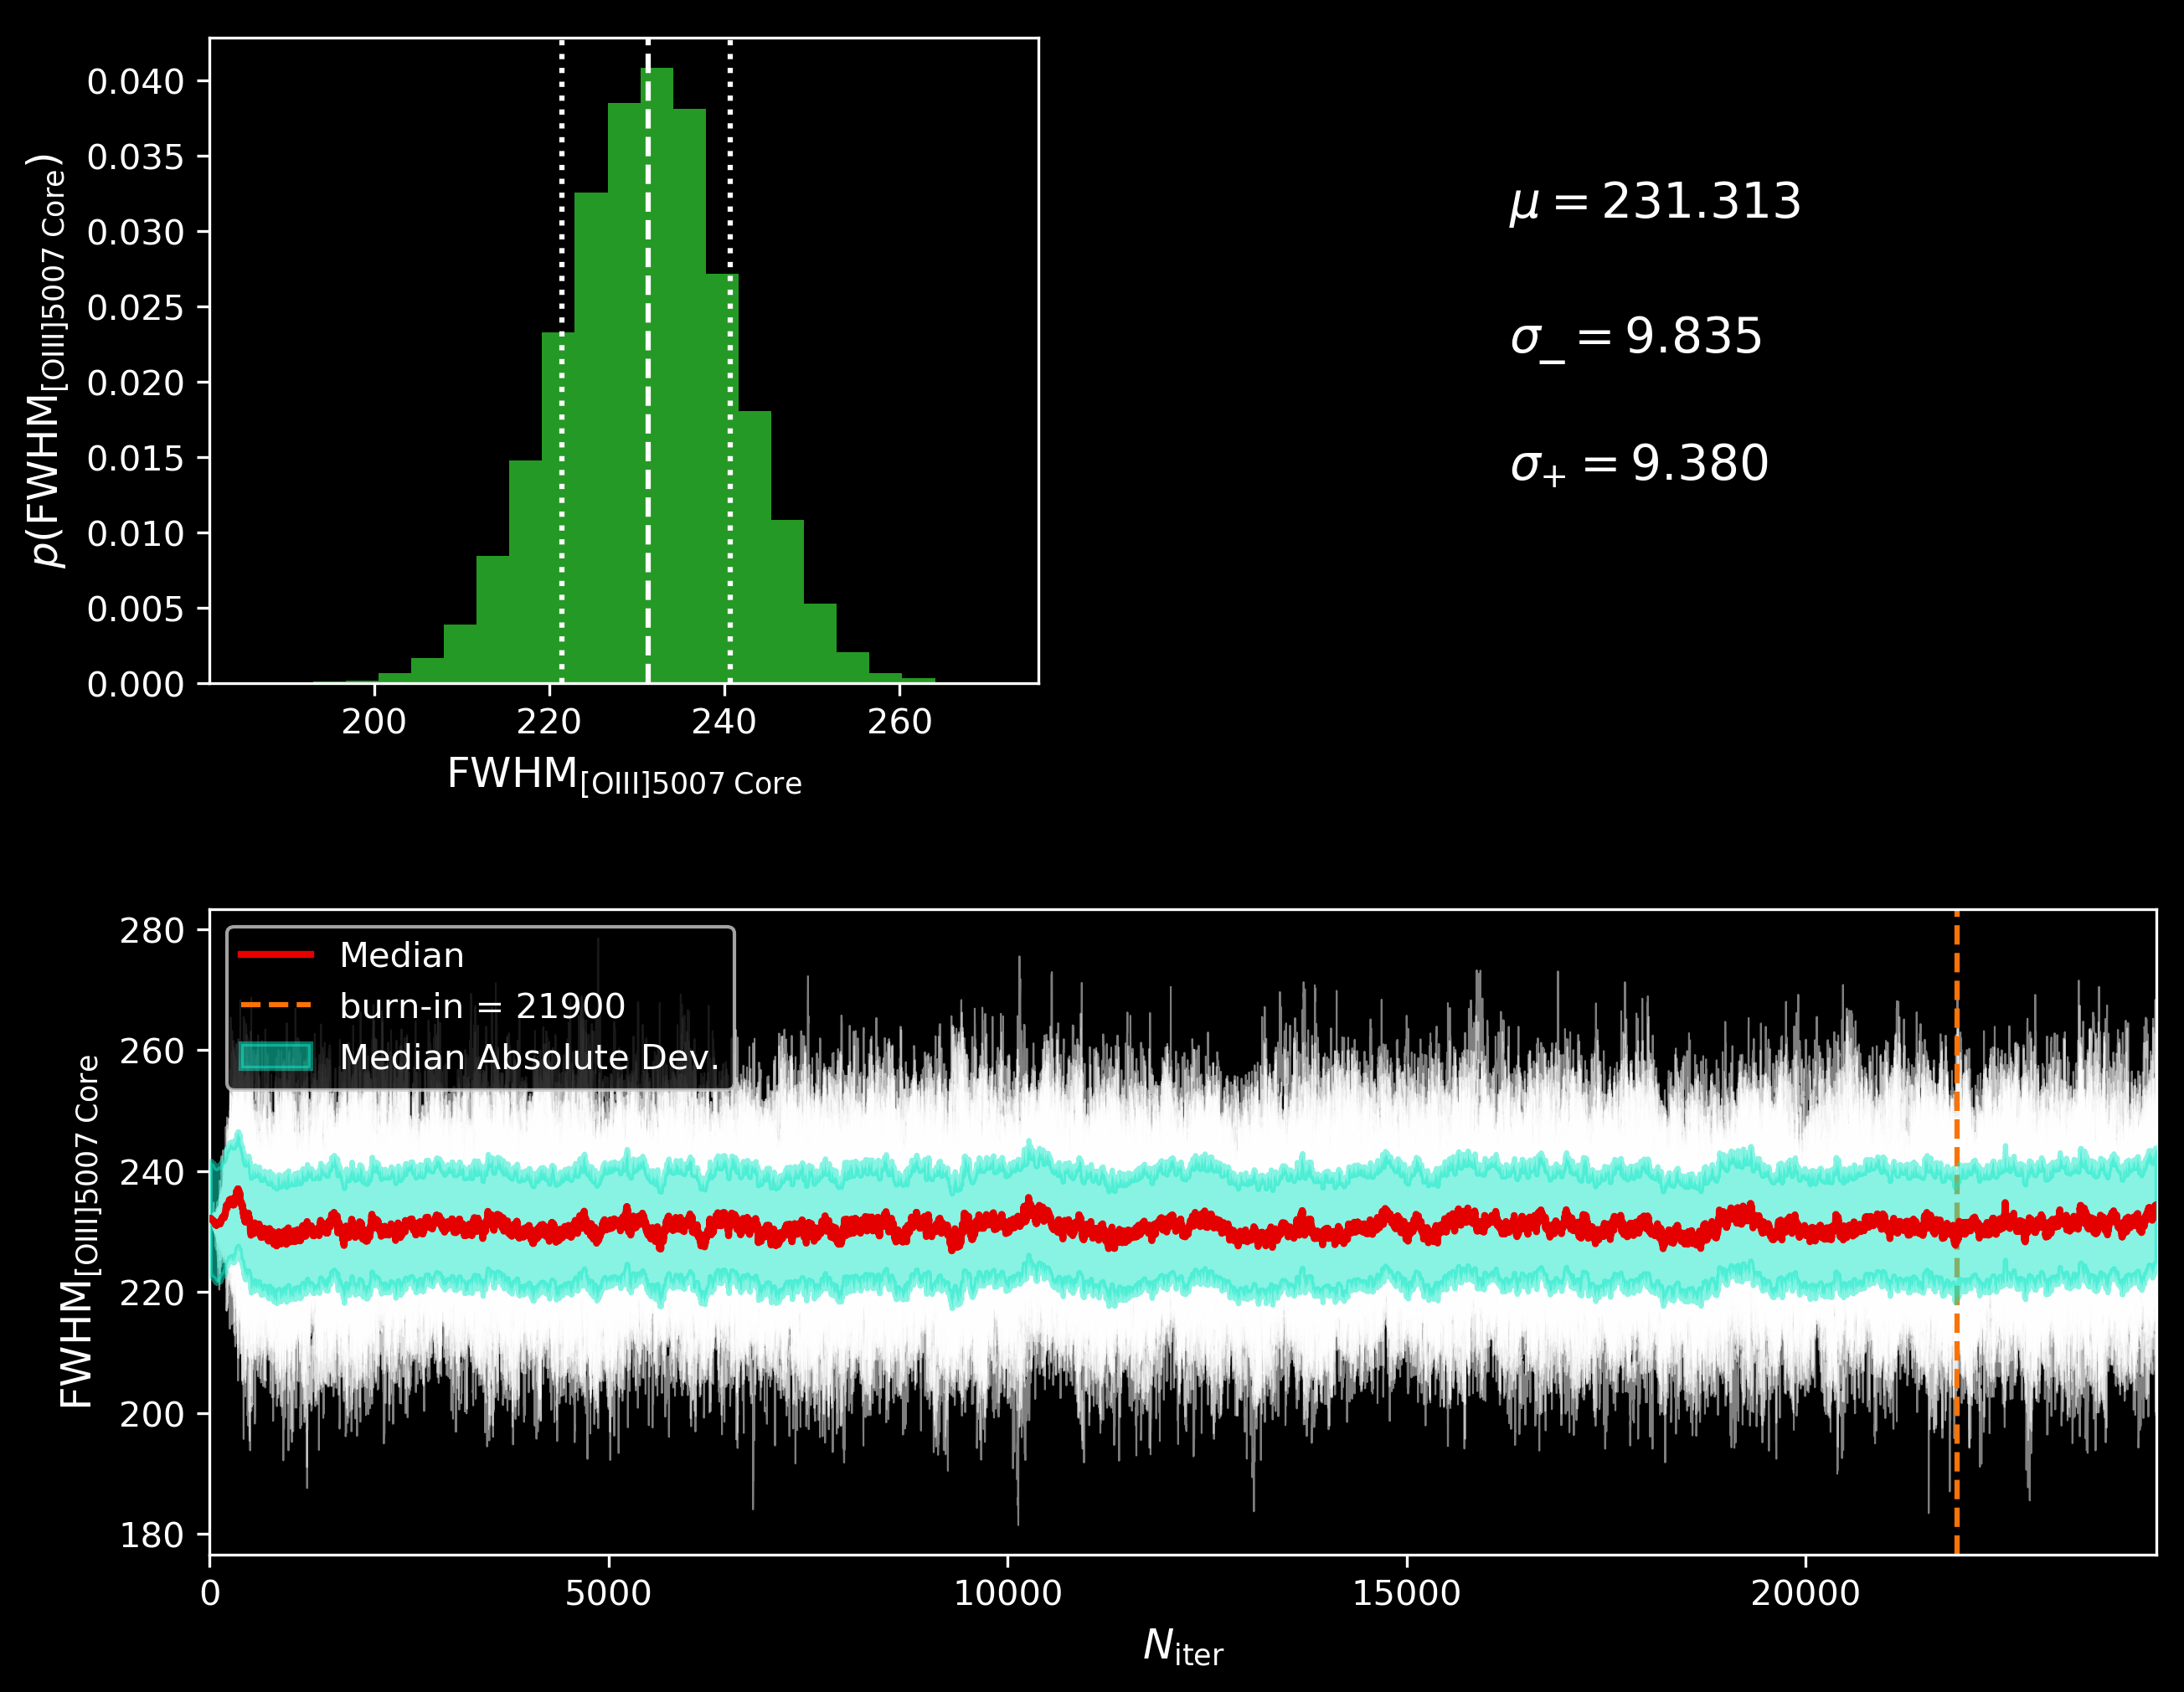 0.040
0.035
0.030
0.025
0.020
0.015
0.010
0.005
0.000
p(FWHM[OIII]5007 Core)
200 220 240 260
FWHM[OIII]5007 Core
μ = 231.313
σ− = 9.835
σ+ = 9.380
280
260
240
220
200
180
FWHM[OIII]5007 Core
Median
burn-in = 21900
Median Absolute Dev.
0 5000 10000 15000 20000
Niter